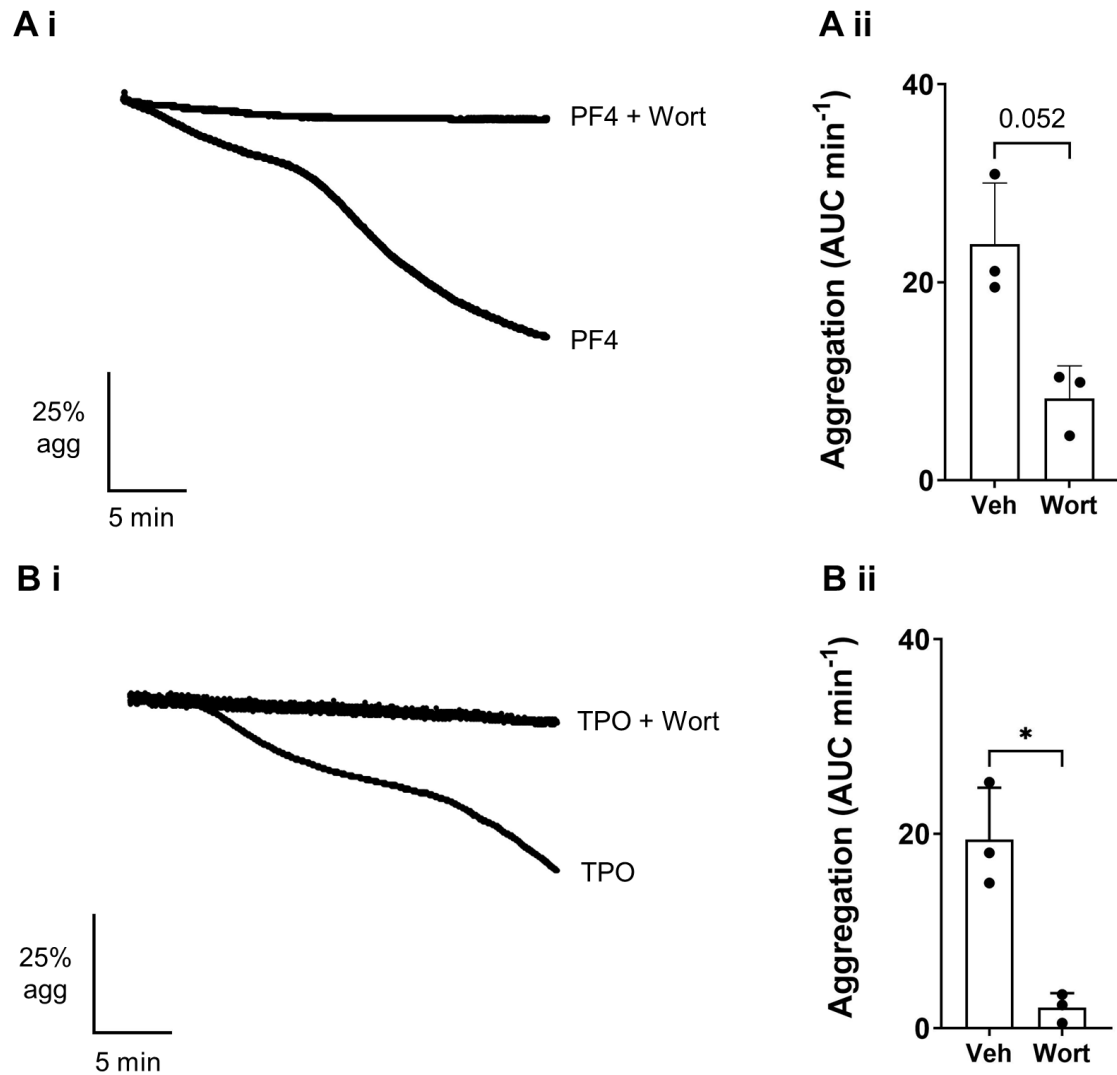 A i
PF4 + Wort
PF4
25%
agg
5 min
A ii
Aggregation (AUC min⁻¹)
40
20
0
0.052
Veh Wort
B i
TPO + Wort
TPO
25%
agg
5 min
B ii
Aggregation (AUC min⁻¹)
40
20
0
*
Veh Wort